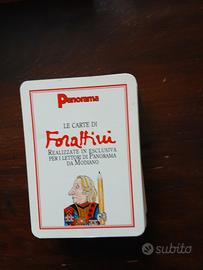 Panorama
LE CARTE DI
Forattini
REALIZZATE IN ESCLUSIVA
PER I LETTORI DI PANORAMA
DA MODIANO
subito